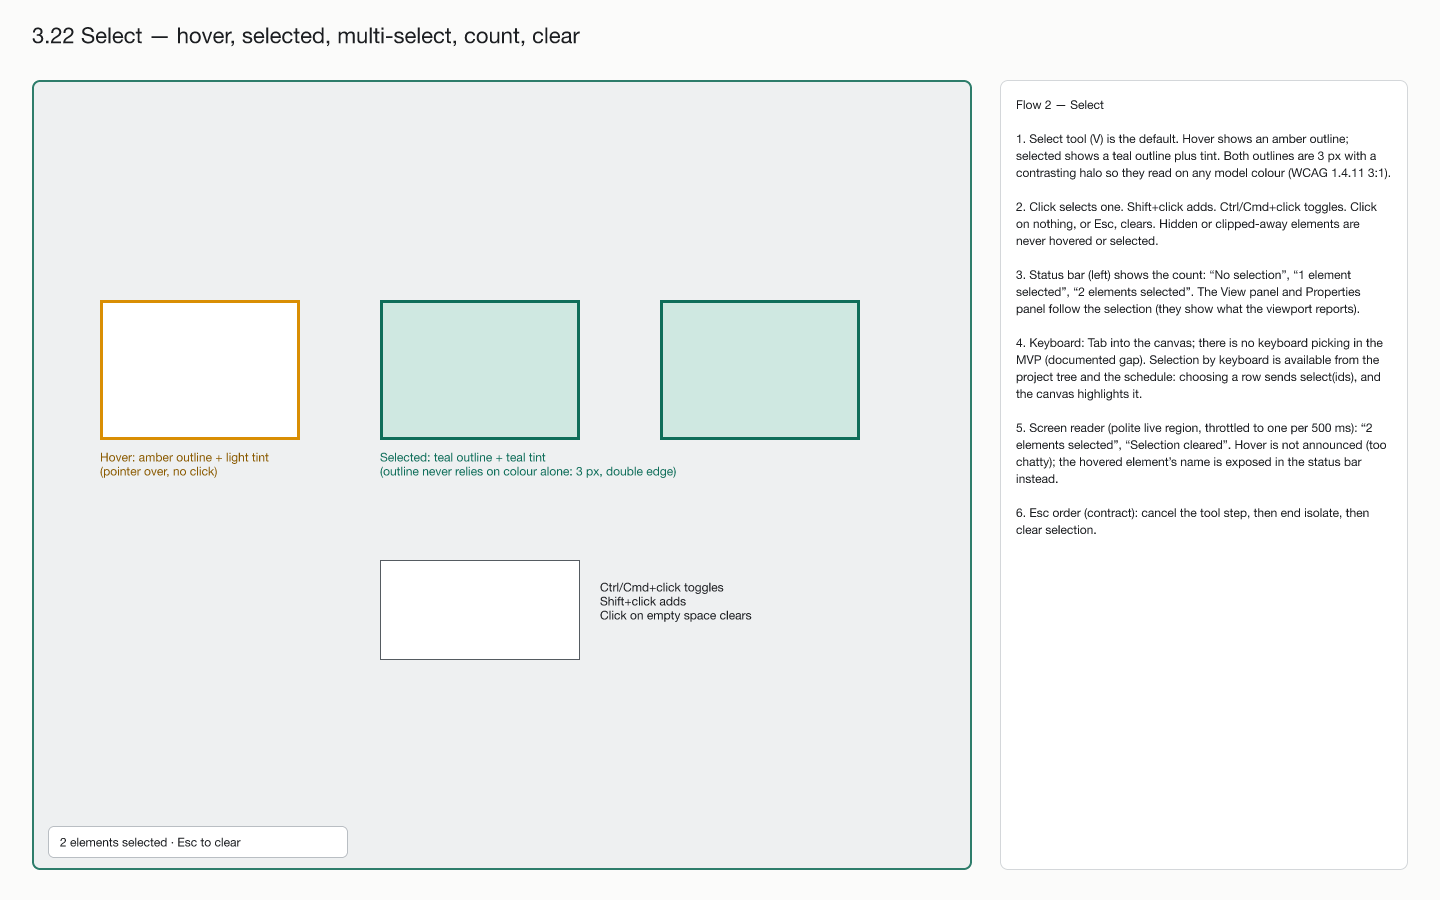 3.22 Select — hover, selected, multi-select, count, clear
Hover: amber outline + light tint
(pointer over, no click)
Selected: teal outline + teal tint
(outline never relies on colour alone: 3 px, double edge)
Ctrl/Cmd+click toggles
Shift+click adds
Click on empty space clears
2 elements selected · Esc to clear
Flow 2 — Select
1. Select tool (V) is the default. Hover shows an amber outline;
selected shows a teal outline plus tint. Both outlines are 3 px with a
contrasting halo so they read on any model colour (WCAG 1.4.11 3:1).
2. Click selects one. Shift+click adds. Ctrl/Cmd+click toggles. Click
on nothing, or Esc, clears. Hidden or clipped-away elements are
never hovered or selected.
3. Status bar (left) shows the count: “No selection”, “1 element
selected”, “2 elements selected”. The View panel and Properties
panel follow the selection (they show what the viewport reports).
4. Keyboard: Tab into the canvas; there is no keyboard picking in the
MVP (documented gap). Selection by keyboard is available from the
project tree and the schedule: choosing a row sends select(ids), and
the canvas highlights it.
5. Screen reader (polite live region, throttled to one per 500 ms): “2
elements selected”, “Selection cleared”. Hover is not announced (too
chatty); the hovered element’s name is exposed in the status bar
instead.
6. Esc order (contract): cancel the tool step, then end isolate, then
clear selection.